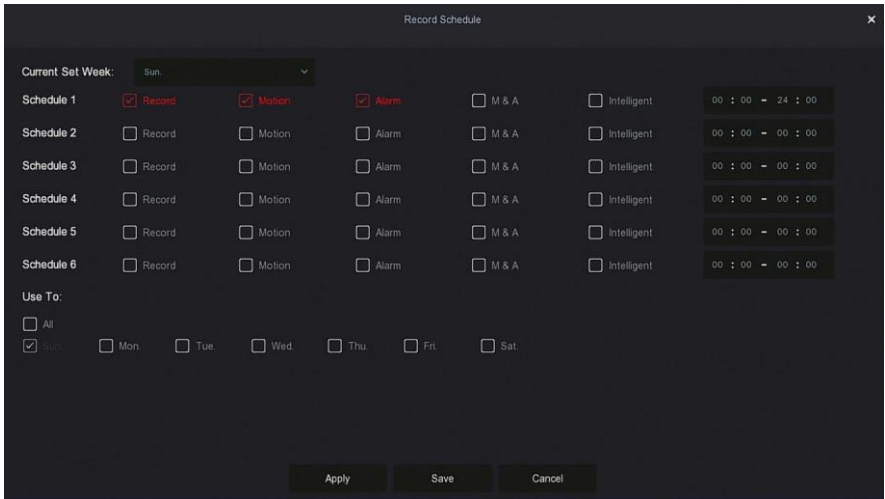 Record Schedule
Current Set Week: Sun.
Schedule 1 Record Motion Alarm M & A Intelligent 00 : 00 - 24 : 00
Schedule 2 Record Motion Alarm M & A Intelligent 00 : 00 - 00 : 00
Schedule 3 Record Motion Alarm M & A Intelligent 00 : 00 - 00 : 00
Schedule 4 Record Motion Alarm M & A Intelligent 00 : 00 - 00 : 00
Schedule 5 Record Motion Alarm M & A Intelligent 00 : 00 - 00 : 00
Schedule 6 Record Motion Alarm M & A Intelligent 00 : 00 - 00 : 00
Use To:
All
Sun. Mon. Tue. Wed. Thu. Fri. Sat.
Apply Save Cancel